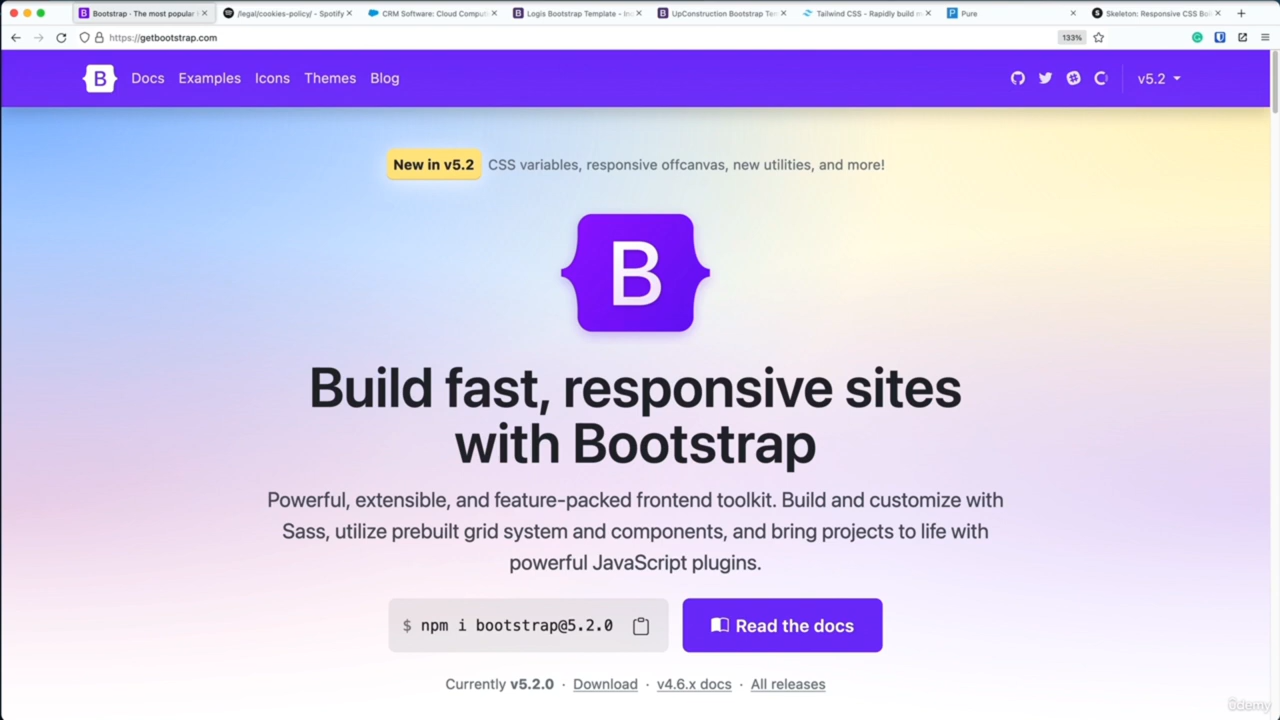 Bootstrap · The most popular
/legal/cookies-policy/ - Spotify
CRM Software: Cloud Comput
Logis Bootstrap Template - In
UpConstruction Bootstrap Te
Tailwind CSS - Rapidly build m
Pure
Skeleton: Responsive CSS Boi
https://getbootstrap.com
133%
B
Docs
Examples
Icons
Themes
Blog
v5.2
New in v5.2 CSS variables, responsive offcanvas, new utilities, and more!
B
Build fast, responsive sites
with Bootstrap
Powerful, extensible, and feature-packed frontend toolkit. Build and customize with
Sass, utilize prebuilt grid system and components, and bring projects to life with
powerful JavaScript plugins.
$ npm i bootstrap@5.2.0
Read the docs
Currently v5.2.0 · Download · v4.6.x docs · All releases
ûdemy